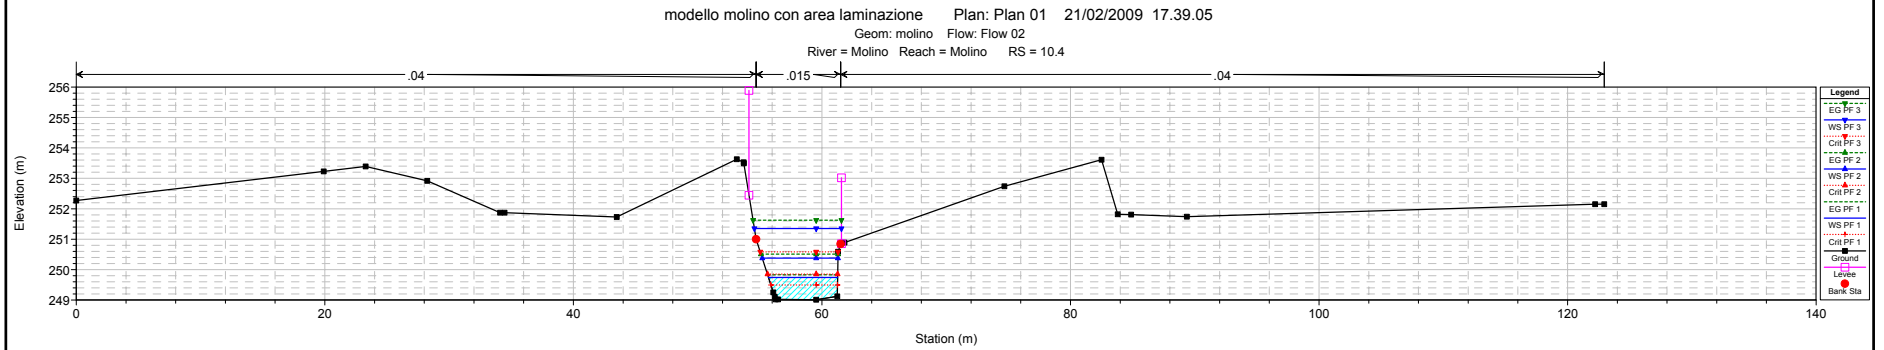 modello molino con area laminazione Plan: Plan 01 21/02/2009 17.39.05
Geom: molino Flow: Flow 02
River = Molino Reach = Molino RS = 10.4
.04 .015 .04
256
255
254
253
252
251
250
249
Elevation (m)
0 20 40 60 80 100 120 140
Station (m)
Legend
EG PF 3
WS PF 3
Crit PF 3
EG PF 2
WS PF 2
Crit PF 2
EG PF 1
WS PF 1
Crit PF 1
Ground
Levee
Bank Sta